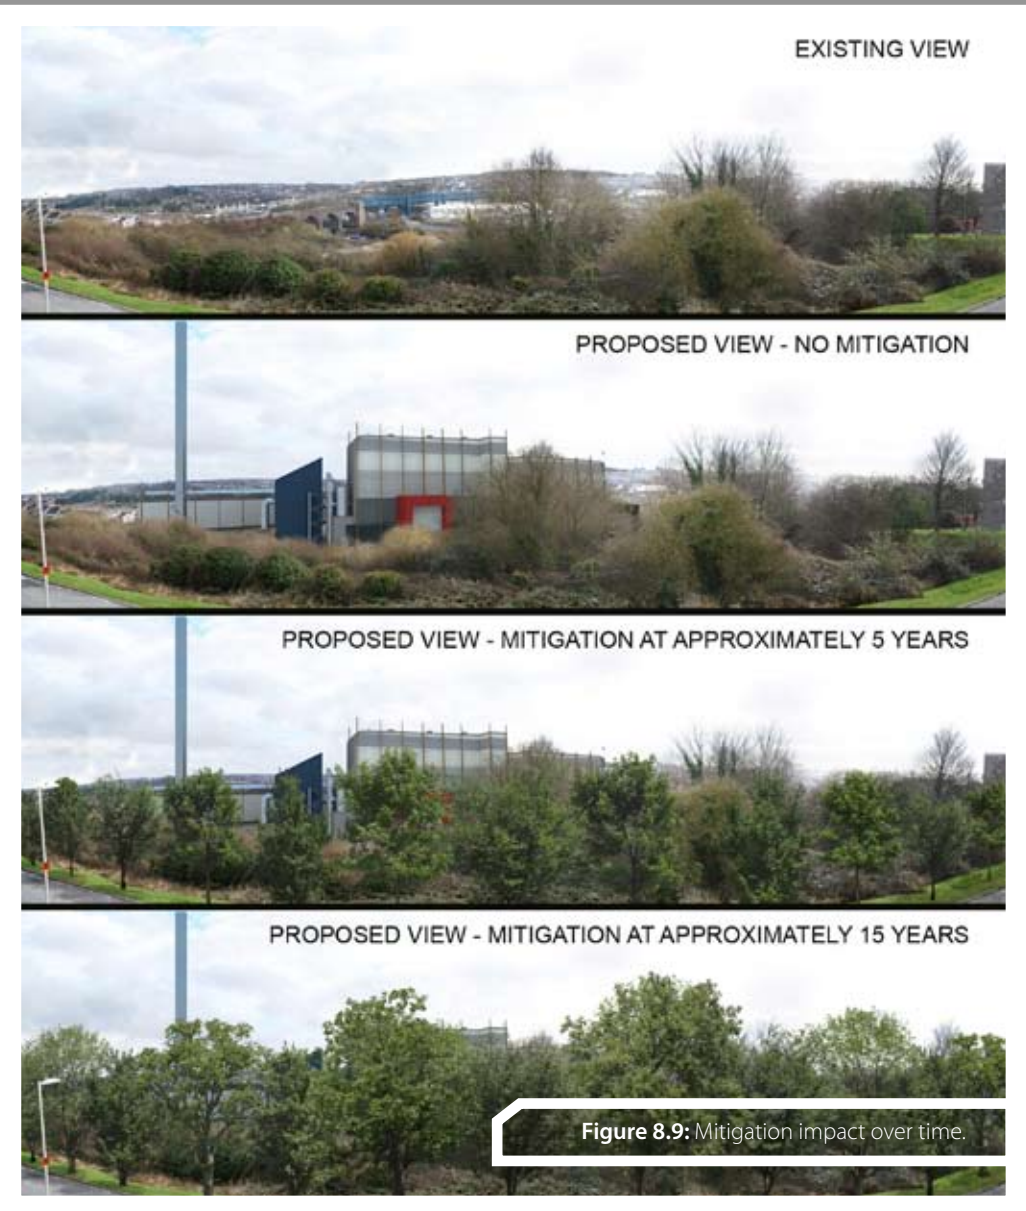 EXISTING VIEW
PROPOSED VIEW - NO MITIGATION
PROPOSED VIEW - MITIGATION AT APPROXIMATELY 5 YEARS
PROPOSED VIEW - MITIGATION AT APPROXIMATELY 15 YEARS
Figure 8.9: Mitigation impact over time.